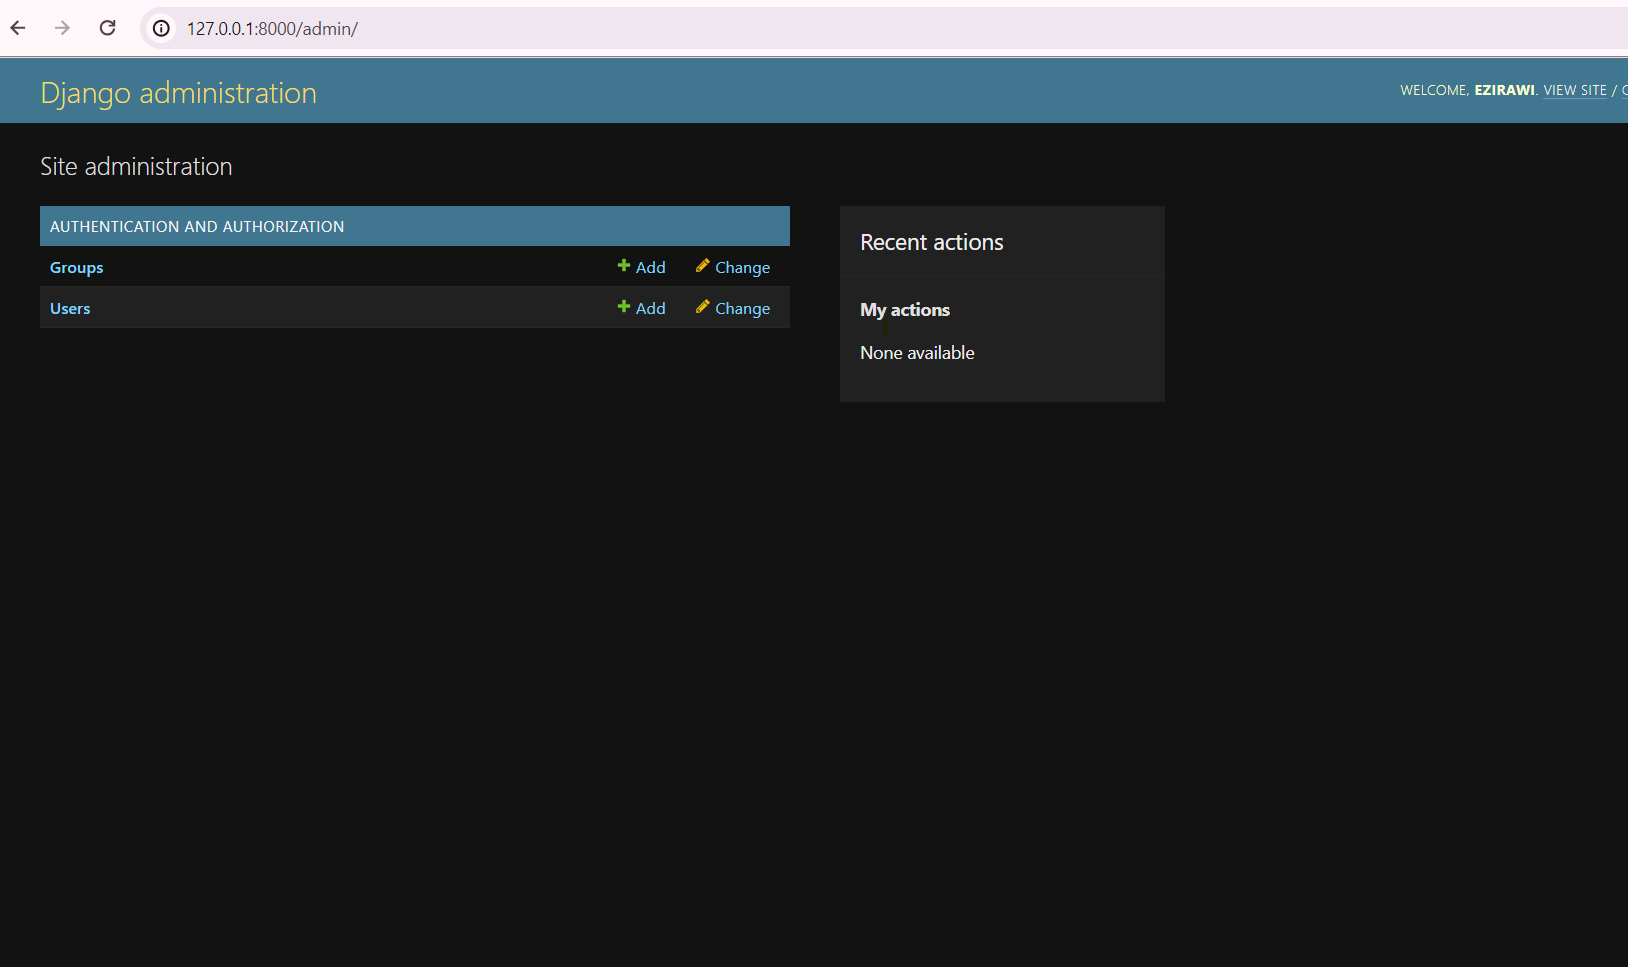 127.0.0.1:8000/admin/
Django administration
WELCOME, EZIRAWI. VIEW SITE /
Site administration
AUTHENTICATION AND AUTHORIZATION
Groups Add Change
Users Add Change
Recent actions
My actions
None available